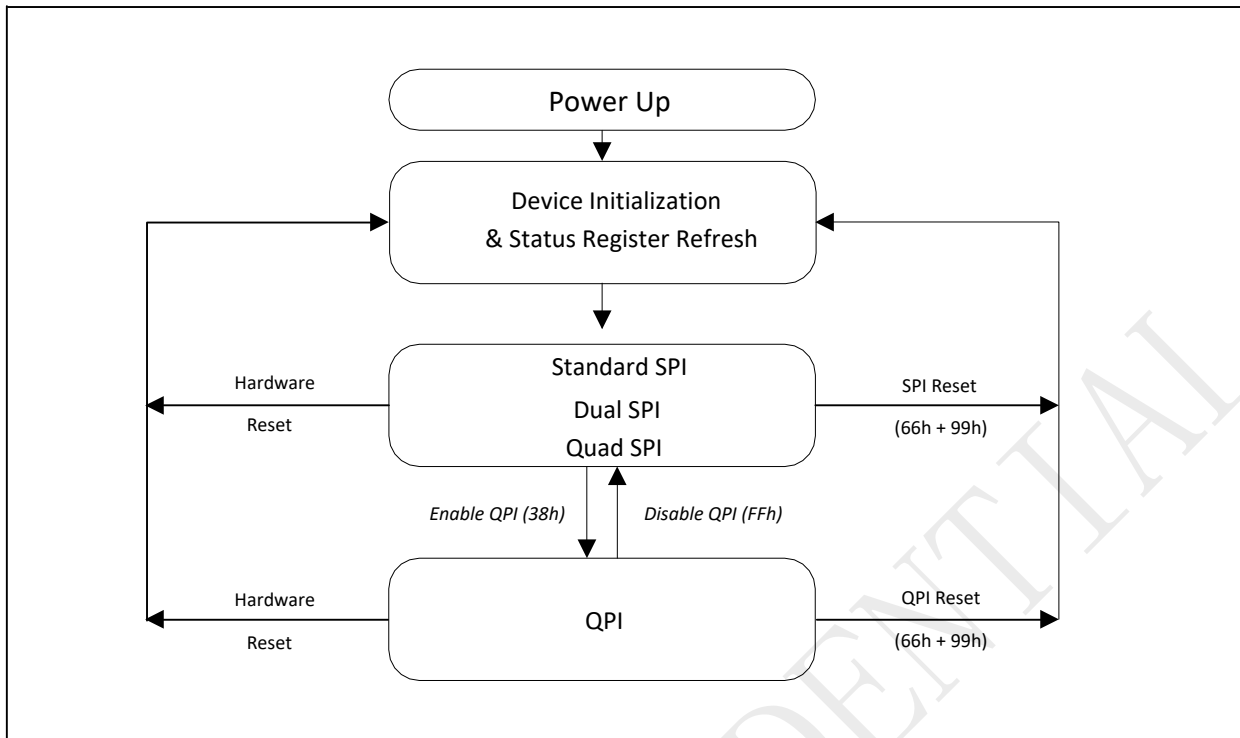 Power Up
Device Initialization
& Status Register Refresh
Standard SPI
Dual SPI
Quad SPI
Hardware
Reset
SPI Reset
(66h + 99h)
Enable QPI (38h)
Disable QPI (FFh)
QPI
Hardware
Reset
QPI Reset
(66h + 99h)
DENTIAL